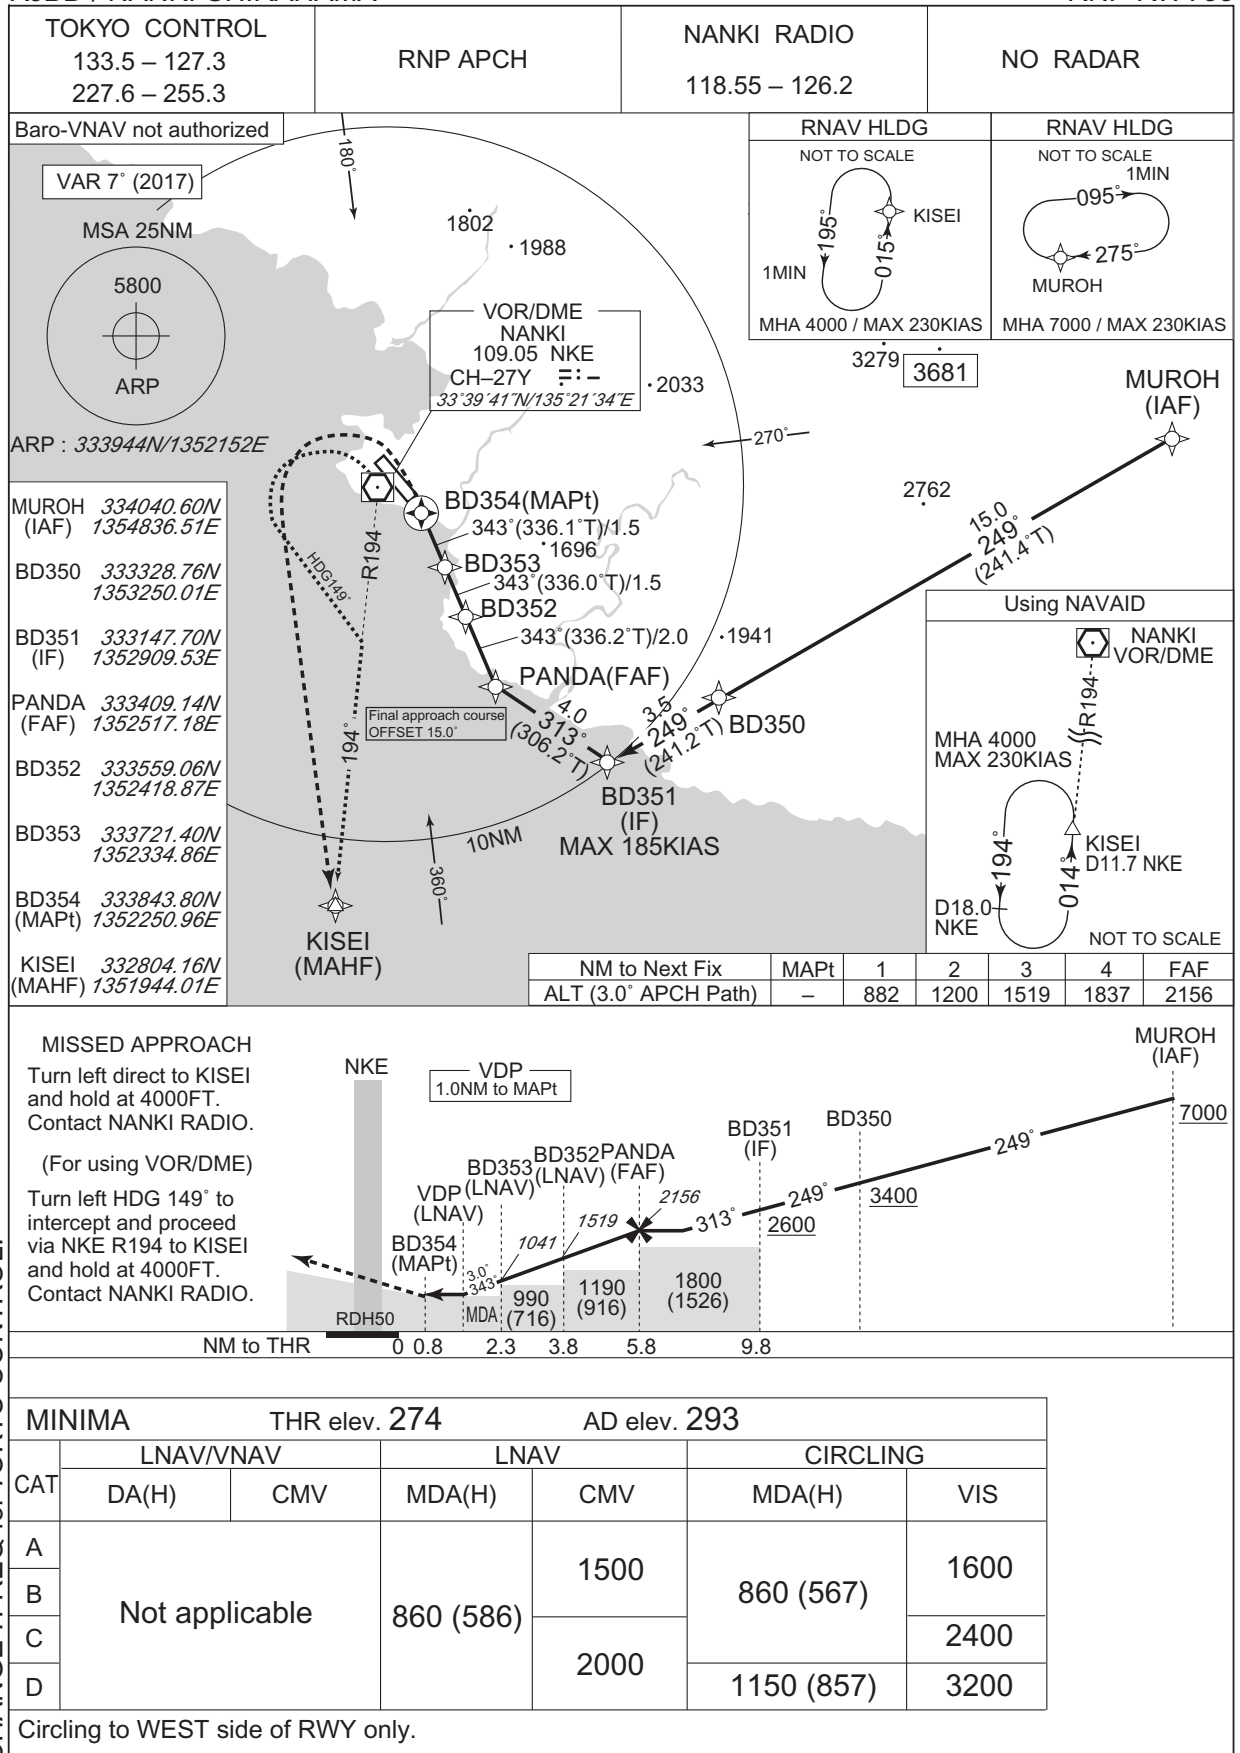 TOKYO CONTROL
133.5 – 127.3
227.6 – 255.3
RNP APCH
NANKI RADIO
118.55 – 126.2
NO RADAR
Baro-VNAV not authorized
VAR 7˚ (2017)
MSA 25NM
5800
ARP
ARP : 333944N/1352152E
180˚
1802
1988
VOR/DME
NANKI
109.05 NKE
CH–27Y
33˚39´41˝N/135˚21´34˝E
2033
RNAV HLDG
NOT TO SCALE
195˚
015˚
KISEI
1MIN
MHA 4000 / MAX 230KIAS
RNAV HLDG
NOT TO SCALE
1MIN
095˚
275˚
MUROH
MHA 7000 / MAX 230KIAS
3279
3681
MUROH
(IAF)
270˚
2762
15.0
249˚
(241.4˚T)
MUROH 334040.60N
(IAF) 1354836.51E
BD350 333328.76N
1353250.01E
BD351 333147.70N
(IF) 1352909.53E
PANDA 333409.14N
(FAF) 1352517.18E
BD352 333559.06N
1352418.87E
BD353 333721.40N
1352334.86E
BD354 333843.80N
(MAPt) 1352250.96E
KISEI 332804.16N
(MAHF) 1351944.01E
BD354(MAPt)
343˚(336.1˚T)/1.5
1696
BD353
343˚(336.0˚T)/1.5
BD352
343˚(336.2˚T)/2.0
1941
PANDA(FAF)
HDG149˚
R194
194˚
Final approach course
OFFSET 15.0˚
4.0
313˚
(306.2˚T)
3.5
249˚
(241.2˚T)
BD350
BD351
(IF)
MAX 185KIAS
10NM
360˚
KISEI
(MAHF)
Using NAVAID
NANKI
VOR/DME
R194
MHA 4000
MAX 230KIAS
194˚
014˚
KISEI
D11.7 NKE
D18.0
NKE
NOT TO SCALE
NM to Next Fix MAPt 1 2 3 4 FAF
ALT (3.0˚ APCH Path) – 882 1200 1519 1837 2156
MISSED APPROACH
Turn left direct to KISEI
and hold at 4000FT.
Contact NANKI RADIO.
(For using VOR/DME)
Turn left HDG 149˚ to
intercept and proceed
via NKE R194 to KISEI
and hold at 4000FT.
Contact NANKI RADIO.
NKE
VDP
1.0NM to MAPt
MUROH
(IAF)
7000
249˚
BD350
3400
BD351
(IF)
249˚
2600
313˚
PANDA
(FAF)
2156
BD352
(LNAV)
1519
BD353
(LNAV)
1041
VDP
(LNAV)
BD354
(MAPt)
3.0˚
343˚
MDA
990
(716)
1190
(916)
1800
(1526)
RDH50
NM to THR 0 0.8 2.3 3.8 5.8 9.8
MINIMA THR elev. 274 AD elev. 293
CAT LNAV/VNAV LNAV CIRCLING
DA(H) CMV MDA(H) CMV MDA(H) VIS
A
B
C
D
Not applicable
860 (586)
1500
2000
860 (567)
1150 (857)
1600
2400
3200
Circling to WEST side of RWY only.